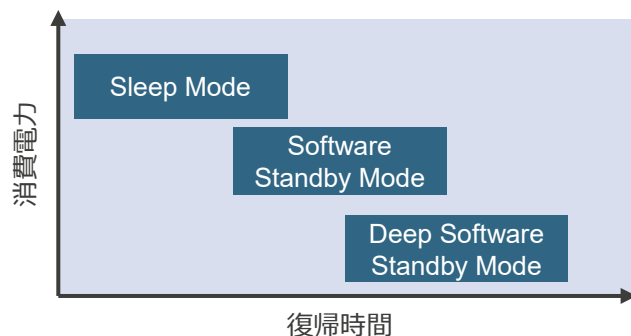 消費電力
Sleep Mode
Software
Standby Mode
Deep Software
Standby Mode
復帰時間